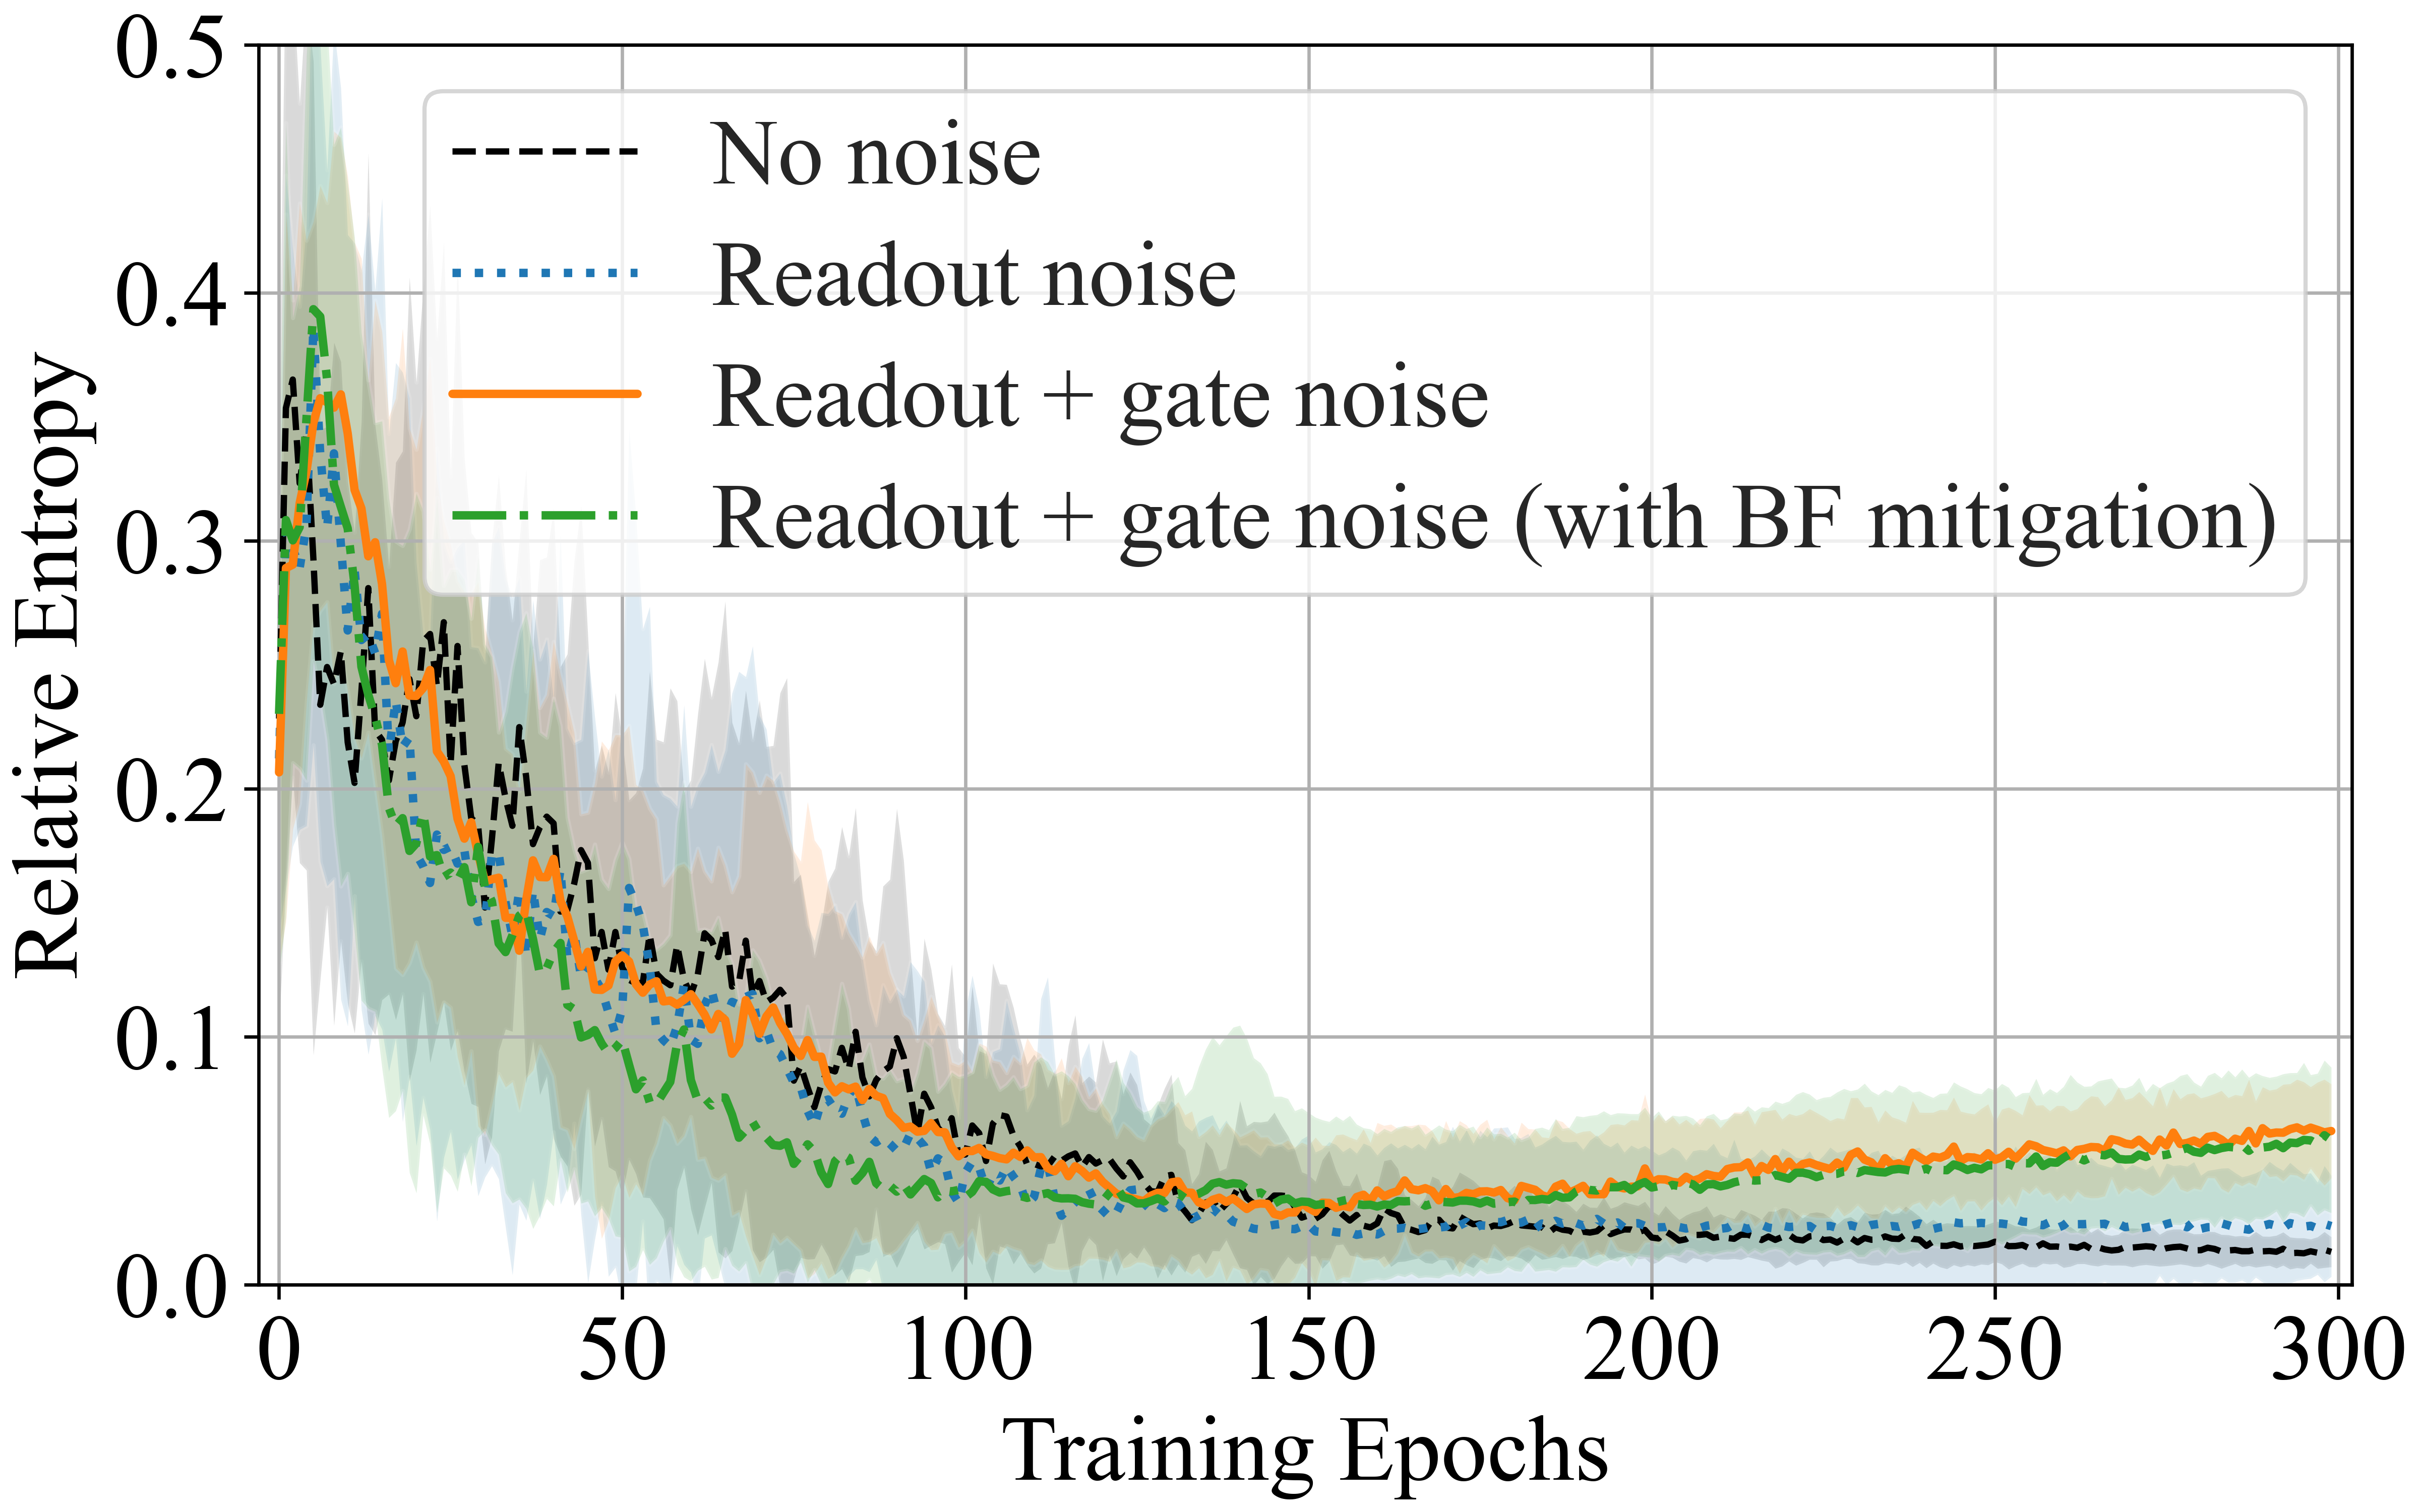 0.5
0.4
0.3
0.2
0.1
0.0
Relative Entropy
No noise
Readout noise
Readout + gate noise
Readout + gate noise (with BF mitigation)
0 50 100 150 200 250 300
Training Epochs